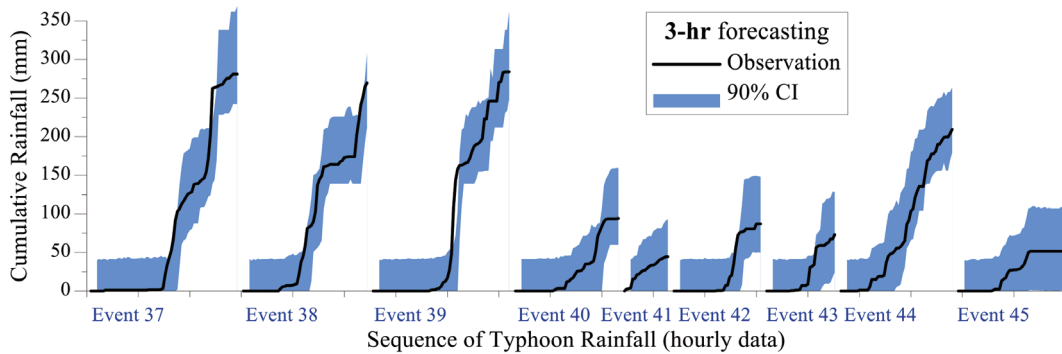 350
300
250
200
150
100
50
0
Cumulative Rainfall (mm)
3-hr forecasting
Observation
90% CI
Event 37 Event 38 Event 39 Event 40 Event 41 Event 42 Event 43 Event 44 Event 45
Sequence of Typhoon Rainfall (hourly data)